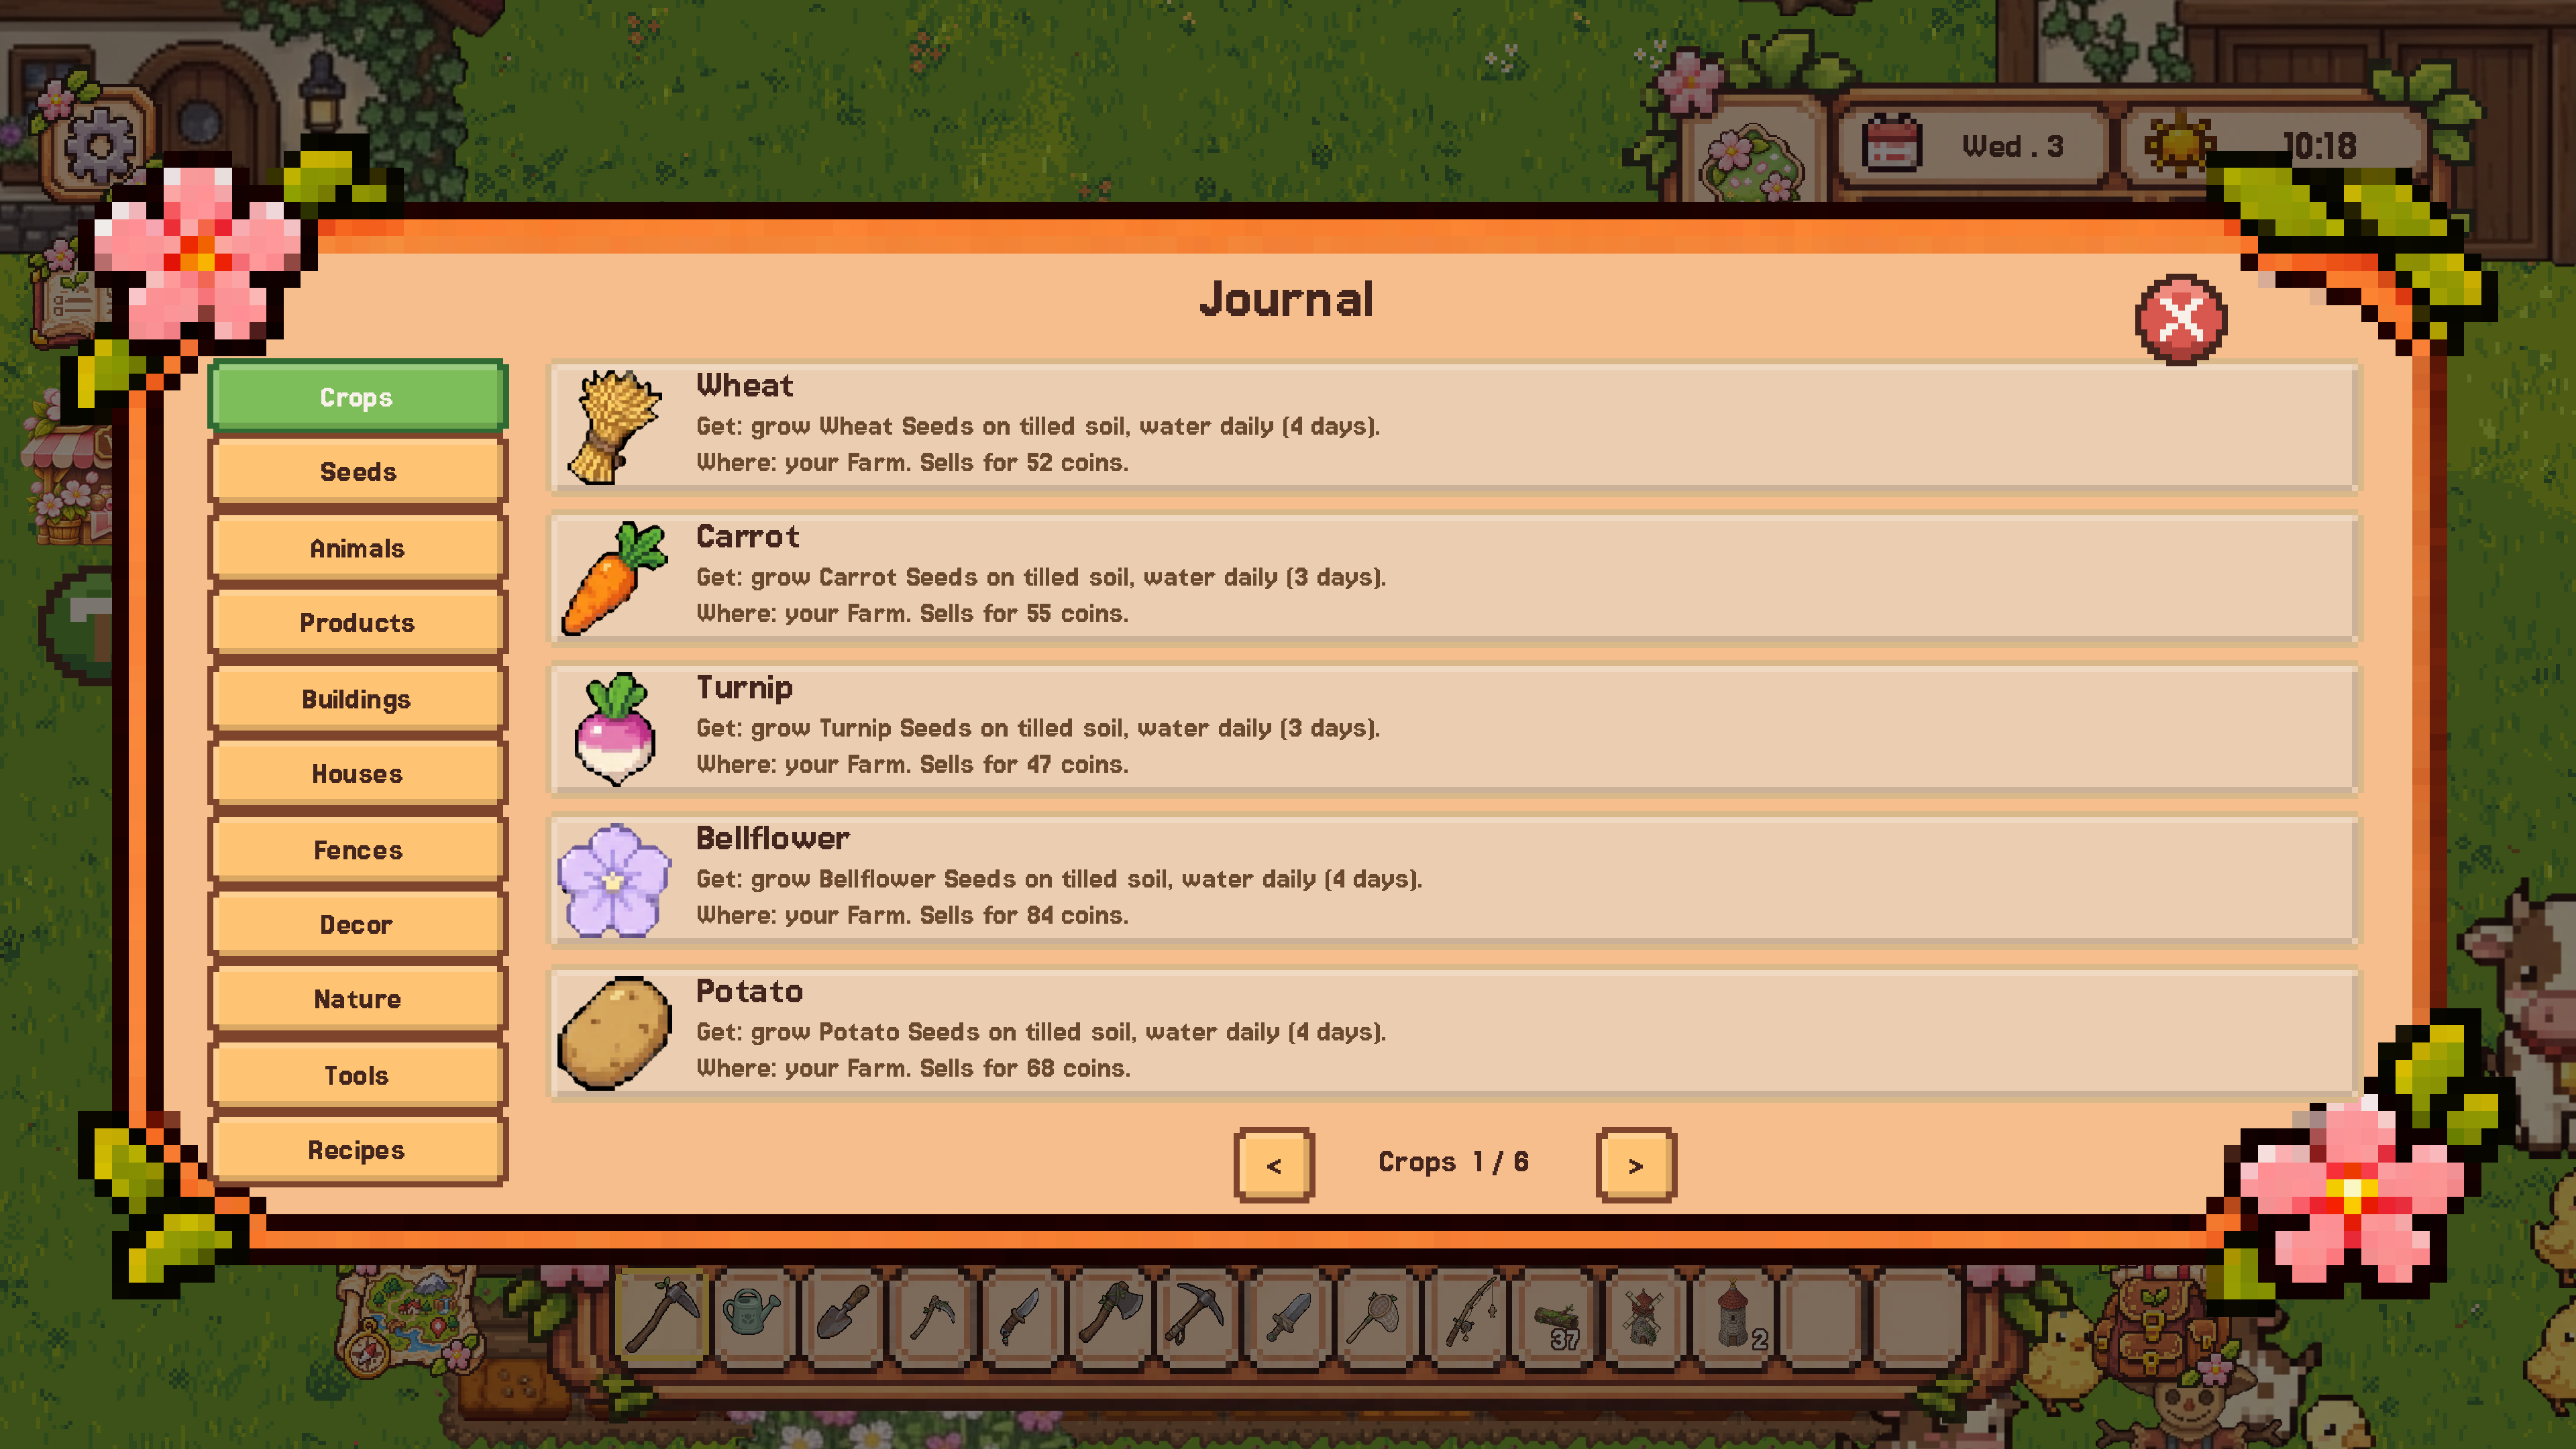 Wed . 3
10:18
Journal
Crops
Seeds
Animals
Products
Buildings
Houses
Fences
Decor
Nature
Tools
Recipes
Wheat
Get: grow Wheat Seeds on tilled soil, water daily (4 days).
Where: your Farm. Sells for 52 coins.
Carrot
Get: grow Carrot Seeds on tilled soil, water daily (3 days).
Where: your Farm. Sells for 55 coins.
Turnip
Get: grow Turnip Seeds on tilled soil, water daily (3 days).
Where: your Farm. Sells for 47 coins.
Bellflower
Get: grow Bellflower Seeds on tilled soil, water daily (4 days).
Where: your Farm. Sells for 84 coins.
Potato
Get: grow Potato Seeds on tilled soil, water daily (4 days).
Where: your Farm. Sells for 68 coins.
< Crops 1 / 6 >
37
2